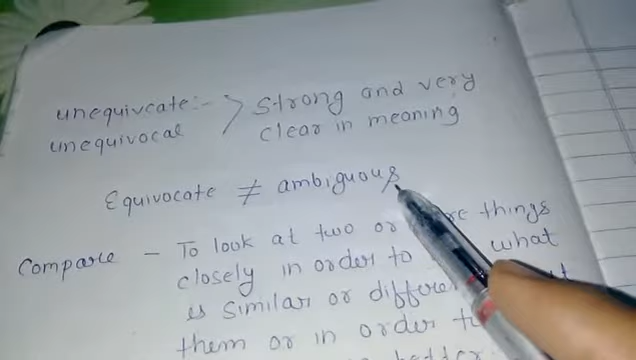 unequivcate:- > Strong and very
unequivocal clear in meaning
Equivocate ≠ ambiguous
Compare - To look at two or things
closely in order to what
is similar or
them or in order